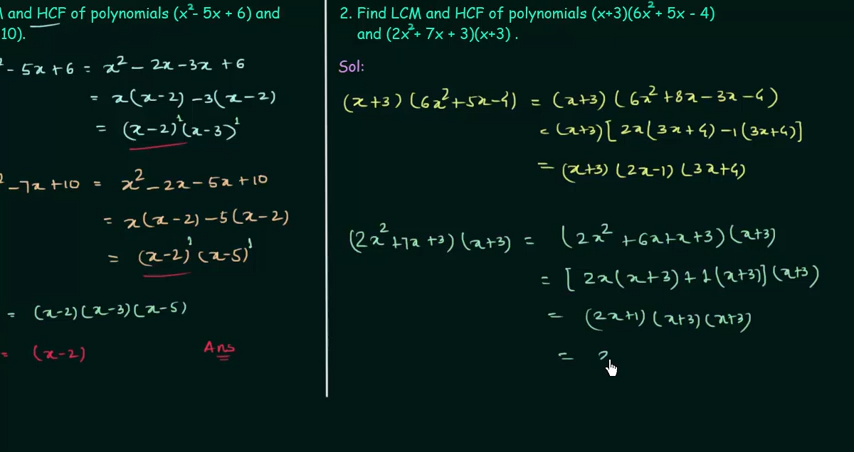 M and HCF of polynomials (x² - 5x + 6) and
10).
² - 5x + 6 = x² - 2x - 3x + 6
= x(x-2) - 3(x-2)
= (x-2)¹(x-3)¹
² - 7x + 10 = x² - 2x - 5x + 10
= x(x-2) - 5(x-2)
= (x-2)¹(x-5)¹
= (x-2)(x-3)(x-5)
= (x-2) Ans
2. Find LCM and HCF of polynomials (x+3)(6x² + 5x - 4)
and (2x² + 7x + 3)(x+3) .
Sol:
(x+3)(6x²+5x-4) = (x+3)(6x²+8x-3x-4)
= (x+3)[2x(3x+4)-1(3x+4)]
= (x+3)(2x-1)(3x+4)
(2x²+7x+3)(x+3) = (2x²+6x+x+3)(x+3)
= [2x(x+3)+1(x+3)](x+3)
= (2x+1)(x+3)(x+3)
=